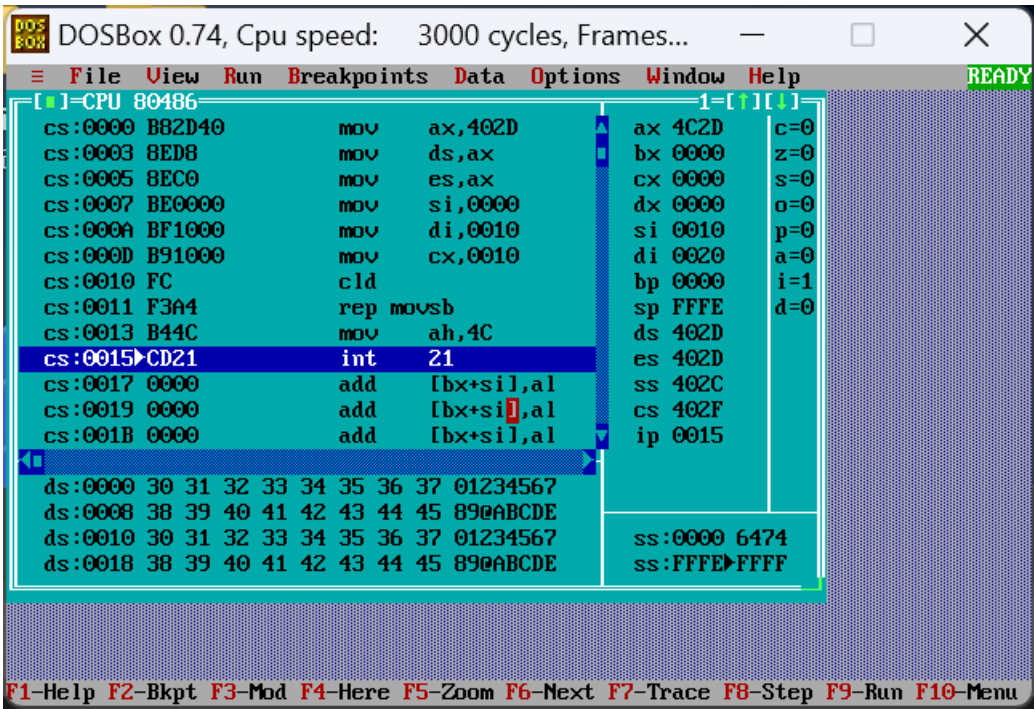 DOS BOX DOSBox 0.74, Cpu speed: 3000 cycles, Frames...
≡ File View Run Breakpoints Data Options Window Help READY
[■]=CPU 80486 1=[↑][↓]
cs:0000 B82D40 mov ax,402D ax 4C2D c=0
cs:0003 8ED8 mov ds,ax bx 0000 z=0
cs:0005 8EC0 mov es,ax cx 0000 s=0
cs:0007 BE0000 mov si,0000 dx 0000 o=0
cs:000A BF1000 mov di,0010 si 0010 p=0
cs:000D B91000 mov cx,0010 di 0020 a=0
cs:0010 FC cld bp 0000 i=1
cs:0011 F3A4 rep movsb sp FFFE d=0
cs:0013 B44C mov ah,4C ds 402D
cs:0015►CD21 int 21 es 402D
cs:0017 0000 add [bx+si],al ss 402C
cs:0019 0000 add [bx+si],al cs 402F
cs:001B 0000 add [bx+si],al ip 0015
ds:0000 30 31 32 33 34 35 36 37 01234567
ds:0008 38 39 40 41 42 43 44 45 89@ABCDE
ds:0010 30 31 32 33 34 35 36 37 01234567 ss:0000 6474
ds:0018 38 39 40 41 42 43 44 45 89@ABCDE ss:FFFE►FFFF
F1-Help F2-Bkpt F3-Mod F4-Here F5-Zoom F6-Next F7-Trace F8-Step F9-Run F10-Menu